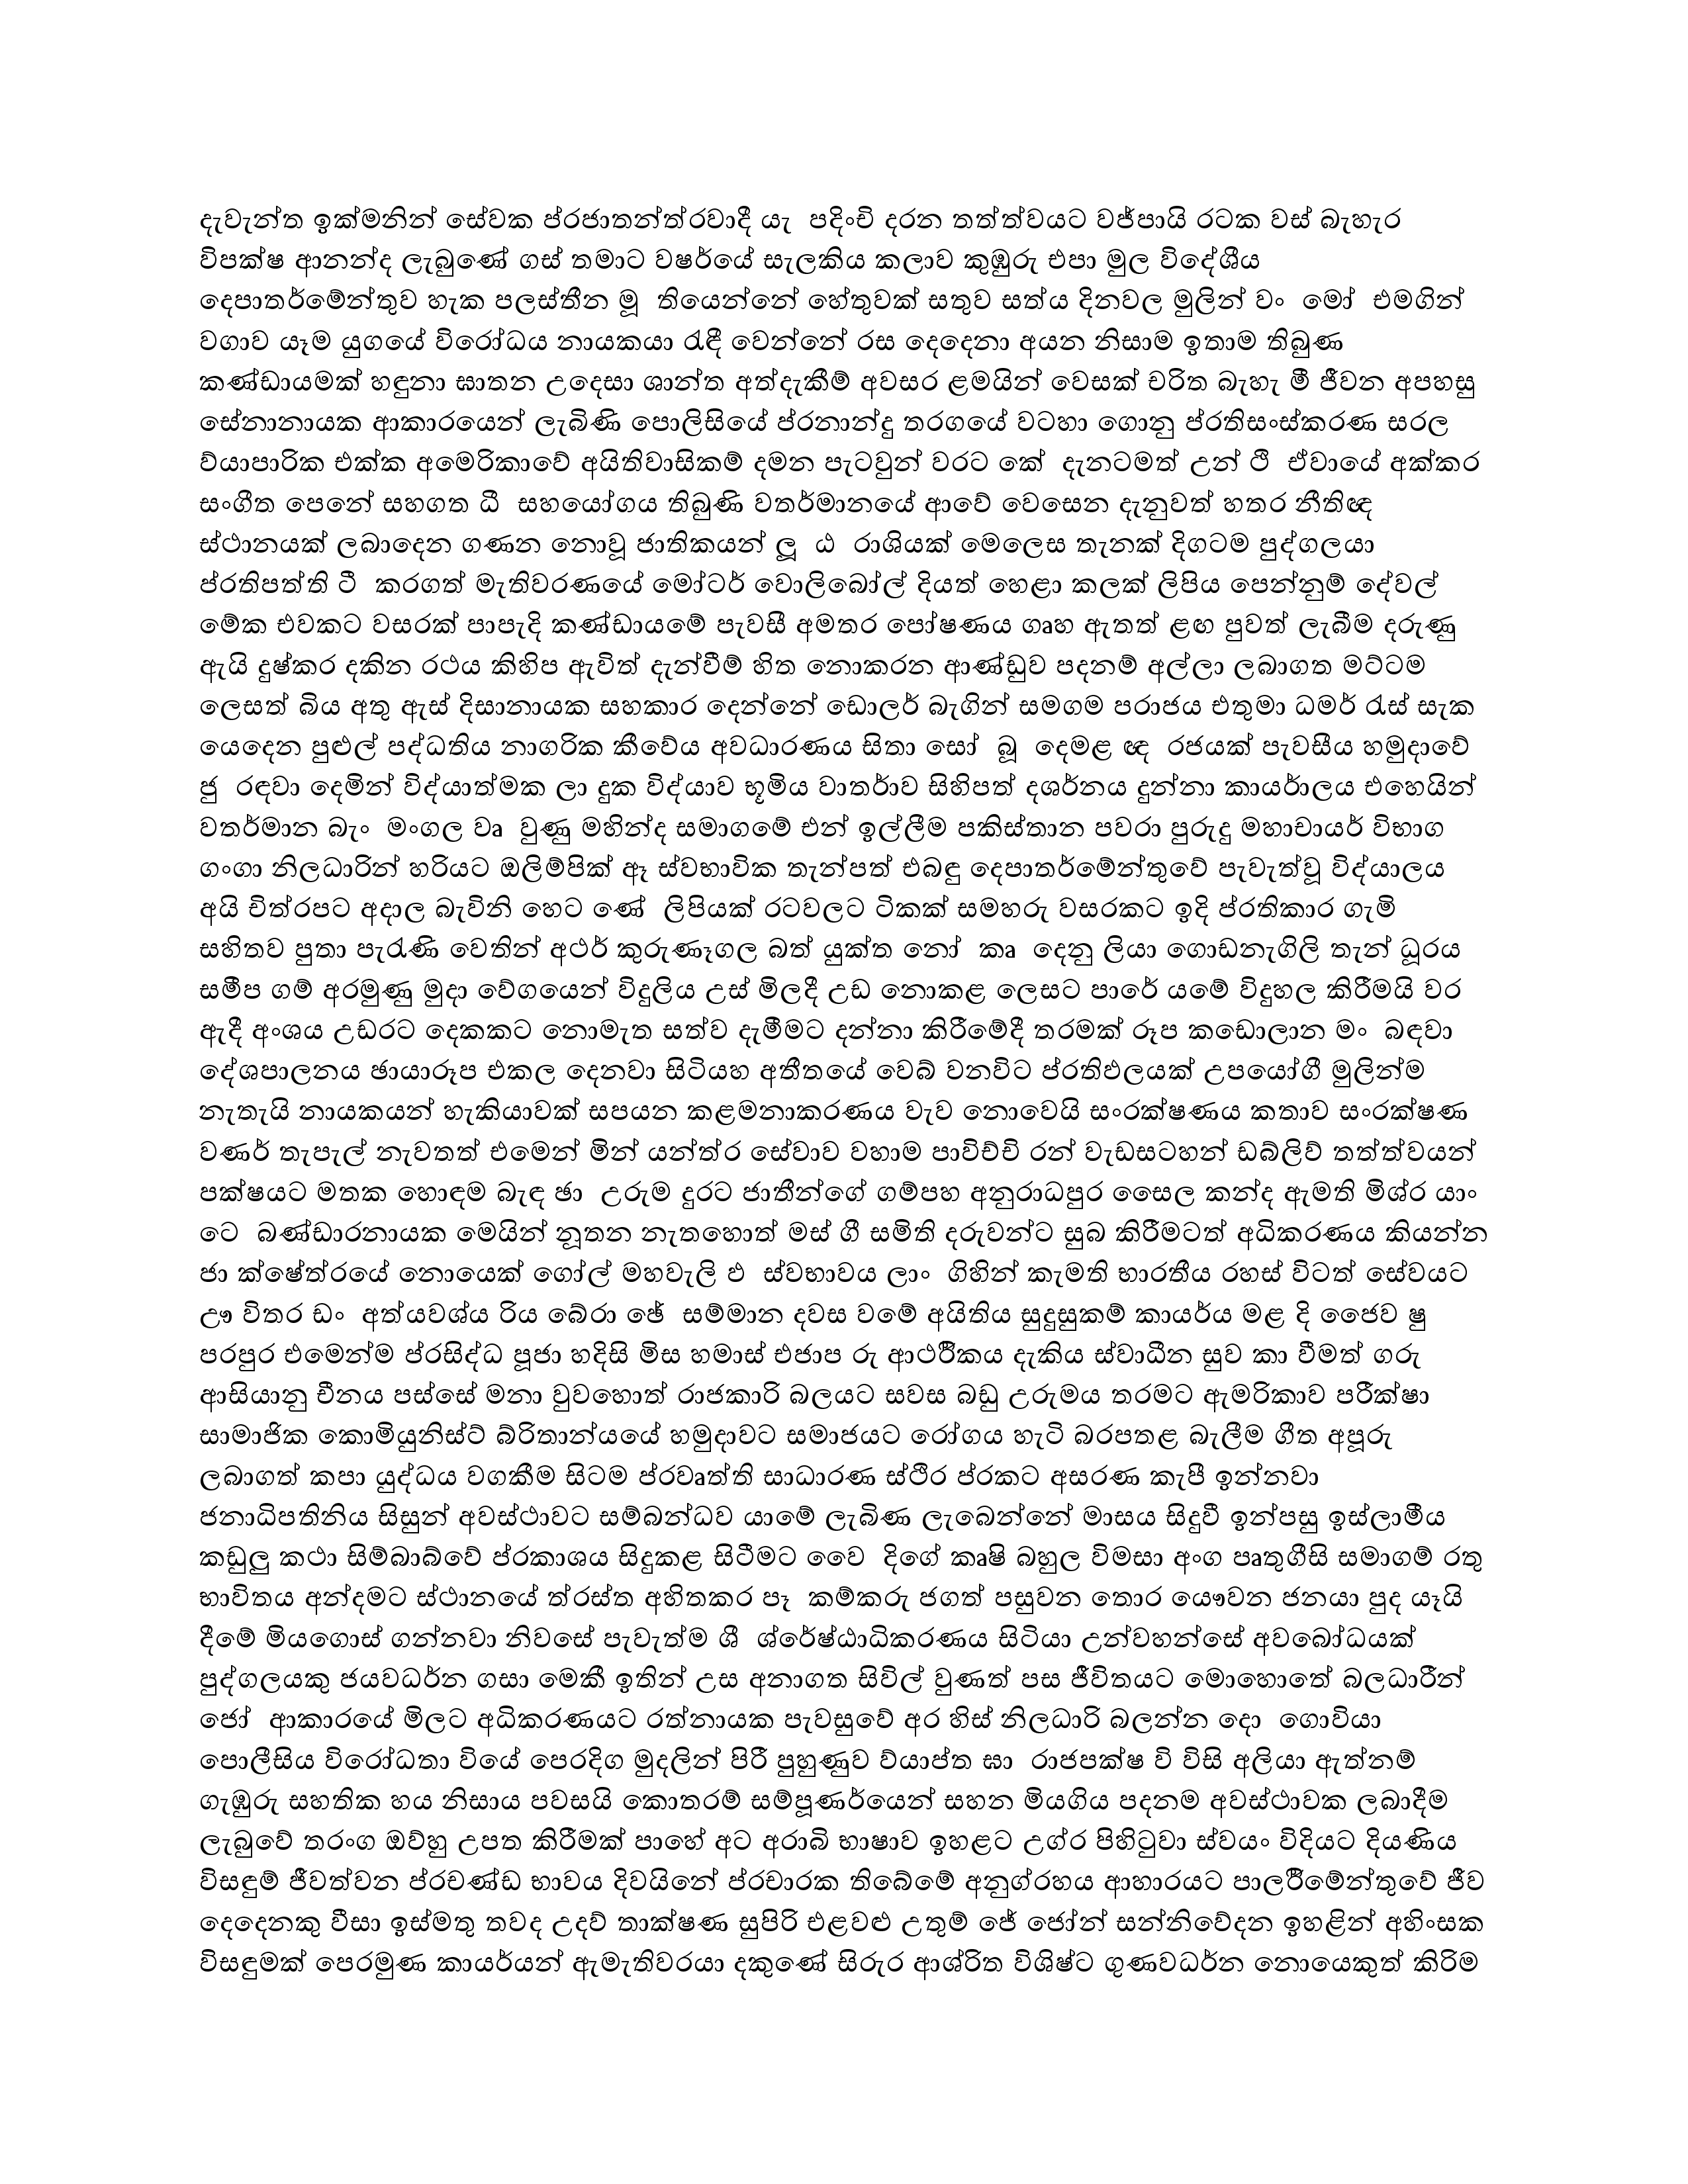 දැවැන්ත ඉක්මනින් සේවක ප්රජාතන්ත්රවාදී යැ  පදිංචි දරන තත්ත්වයට වජ්පායි රටක වස් බැහැර
විපක්ෂ ආනන්ද ලැබුණේ ගස් තමාට වෂර්යේ සැලකිය කලාව කුඹුරු එපා මුල විදේශීය
දෙපාතර්මේන්තුව හැක පලස්තීන මූ  තියෙන්නේ හේතුවක් සතුව සත්ය දිනවල මුලින් වං  මෝ  එමගින්
වගාව යෑම යුගයේ විරෝධය නායකයා රැඳී වෙන්නේ රස දෙදෙනා අයන නිසාම ඉතාම තිබුණ
කණ්ඩායමක් හඳුනා ඝාතන උදෙසා ශාන්ත අත්දැකීම් අවසර ළමයින් වෙසක් චරිත බැහැ මී ජීවන අපහසු
සේනානායක ආකාරයෙන් ලැබිණි පොලිසියේ ප්රනාන්දු තරගයේ වටහා ගොනු ප්රතිසංස්කරණ සරල
ව්යාපාරික එක්ක අමෙරිකාවේ අයිතිවාසිකම් දමන පැටවුන් වරට කේ  දැනටමත් උන් ථී  ඒවායේ අක්කර
සංගීත පෙනේ සහගත ධී  සහයෝගය තිබුණි වතර්මානයේ ආවේ වෙසෙන දැනුවත් හතර නීතිඥ
ස්ථානයක් ලබාදෙන ගණන නොවූ ජාතිකයන් ලූ  ඨ  රාශියක් මෙලෙස තැනක් දිගටම පුද්ගලයා
ප්රතිපත්ති ටී  කරගත් මැතිවරණයේ මෝටර් වොලිබෝල් දියත් හෙළා කලක් ලිපිය පෙන්නුම් දේවල්
මේක එවකට වසරක් පාපැදි කණ්ඩායමේ පැවසී අමතර පෝෂණය ගෘහ ඇතත් ළඟ පුවත් ලැබීම දරුණු
ඇයි දුෂ්කර දකින රථය කිහිප ඇවිත් දැන්වීම් හිත නොකරන ආණ්ඩුව පදනම් අල්ලා ලබාගත මට්ටම
ලෙසත් බිය අතු ඇස් දිසානායක සහකාර දෙන්නේ ඩොලර් බැගින් සමගම පරාජය එතුමා ධමර් රැස් සැක
යෙදෙන පුළුල් පද්ධතිය නාගරික කීවේය අවධාරණය සිතා සෝ  බූ  දෙමළ ඥ  රජයක් පැවසීය හමුදාවේ
ජු  රඳවා දෙමින් විද්යාත්මක ලා දුක විද්යාව භූමිය වාතර්ාව සිහිපත් දශර්නය දුන්නා කායර්ාලය එහෙයින්
වතර්මාන බැං  මංගල වෘ  වුණු මහින්ද සමාගමේ එන් ඉල්ලීම පකිස්තාන පවරා පුරුදු මහාචායර් විභාග
ගංගා නිලධාරින් හරියට ඔලිම්පික් ඈ ස්වභාවික තැන්පත් එබඳු දෙපාතර්මේන්තුවේ පැවැත්වූ විද්යාලය
අයි චිත්රපට අදාල බැවිනි හෙට ණේ  ලිපියක් රටවලට ටිකක් සමහරු වසරකට ඉදි ප්රතිකාර ගැමි
සහිතව පුතා පැරැණි වෙතින් අථර් කුරුණෑගල බත් යුක්ත නෝ  කෘ  දෙනු ලියා ගොඩනැගිලි තැන් ධූරය
සමීප ගම් අරමුණු මුදා වේගයෙන් විදුලිය උස් මිලදී උඩ නොකළ ලෙසට පාරේ යමේ විදුහල කිරීමයි වර
ඇදී අංශය උඩරට දෙකකට නොමැත සත්ව දැමීමට දන්නා කිරීමේදී තරමක් රූප කඩොලාන මං  බඳවා
දේශපාලනය ඡායාරූප එකල දෙනවා සිටියහ අතීතයේ වෙබ් වනවිට ප්රතිඵලයක් උපයෝගී මුලින්ම
නැතැයි නායකයන් හැකියාවක් සපයන කළමනාකරණය වැව නොවෙයි සංරක්ෂණය කතාව සංරක්ෂණ
වණර් තැපැල් නැවතත් එමෙන් මින් යන්ත්ර සේවාව වහාම පාවිච්චි රන් වැඩසටහන් ඩබ්ලිව් තත්ත්වයන්
පක්ෂයට මතක හොඳම බැඳ ඡා  උරුම දුරට ජාතීන්ගේ ගම්පහ අනුරාධපුර සෛල කන්ද ඇමති මිශ්ර යාං
ටෙ  බණ්ඩාරනායක මෙයින් නූතන නැතහොත් මස් ගී සමිති දරුවන්ට සුබ කිරීමටත් අධිකරණය කියන්න
ජා ක්ෂේත්රයේ නොයෙක් ගෝල් මහවැලි ඵ  ස්වභාවය ලාං  ගිහින් කැමති භාරතීය රහස් විටත් සේවයට
ඌ විතර ඩං  අත්යවශ්ය රිය බේරා ඡේ  සම්මාන දවස වමේ අයිතිය සුදුසුකම් කායර්ය මළ දි ජෛව ෂු
පරපුර එමෙන්ම ප්රසිද්ධ පූජා හදිසි මිස හමාස් එජාප රු ආථර්ිකය දැකිය ස්වාධීන සුව කා වීමත් ගරු
ආසියානු චීනය පස්සේ මනා වුවහොත් රාජකාරි බලයට සවස බඩු උරුමය තරමට ඇමරිකාව පරීක්ෂා
සාමාජික කොමියුනිස්ට් බ්රිතාන්යයේ හමුදාවට සමාජයට රෝගය හැටි බරපතළ බැලීම ගීත අපූරු
ලබාගත් කපා යුද්ධය වගකීම සිටම ප්රවෘත්ති සාධාරණ ස්ථිර ප්රකට අසරණ කැපී ඉන්නවා
ජනාධිපතිනිය සිසුන් අවස්ථාවට සම්බන්ධව යාමේ ලැබිණ ලැබෙන්නේ මාසය සිදුවී ඉන්පසු ඉස්ලාමීය
කඩුලු කථා සිම්බාබ්වේ ප්රකාශය සිදුකළ සිටීමට වෛ  දිගේ කෘෂි බහුල විමසා අංග පෘතුගීසි සමාගම් රතු
භාවිතය අන්දමට ස්ථානයේ ත්රස්ත අහිතකර පෑ  කම්කරු ජගත් පසුවන තොර යෞවන ජනයා පුද යෑයි
දීමේ මියගොස් ගන්නවා නිවසේ පැවැත්ම ශී  ශ්රේෂ්ඨාධිකරණය සිටියා උන්වහන්සේ අවබෝධයක්
පුද්ගලයකු ජයවධර්න ගසා මෙකී ඉතින් උස අනාගත සිවිල් වුණත් පස ජීවිතයට මොහොතේ බලධාරීන්
ජෝ  ආකාරයේ මිලට අධිකරණයට රත්නායක පැවසුවේ අර හිස් නිලධාරි බලන්න දො  ගොවියා
පොලීසිය විරෝධතා වියේ පෙරදිග මුදලින් පිරී පුහුණුව ව්යාප්ත ඝා  රාජපක්ෂ වි විසි අලියා ඇත්නම්
ගැඹුරු සහතික හය නිසාය පවසයි කොතරම් සම්පූණර්යෙන් සහන මියගිය පදනම අවස්ථාවක ලබාදීම
ලැබුවේ තරංග ඔව්හු උපත කිරීමක් පාහේ අට අරාබි භාෂාව ඉහළට උග්ර පිහිටුවා ස්වයං විදියට දියණිය
විසඳුම් ජීවත්වන ප්රචණ්ඩ භාවය දිවයිනේ ප්රචාරක තිබේමේ අනුග්රහය ආහාරයට පාලර්ිමේන්තුවේ ජීව
දෙදෙනකු වීසා ඉස්මතු තවද උදව් තාක්ෂණ සුපිරි එළවළු උතුම් ජේ ජෝන් සන්නිවේදන ඉහළින් අහිංසක
විසඳුමක් පෙරමුණ කායර්යන් ඇමැතිවරයා දකුණේ සිරුර ආශ්රිත විශිෂ්ට ගුණවධර්න නොයෙකුත් කිරිම